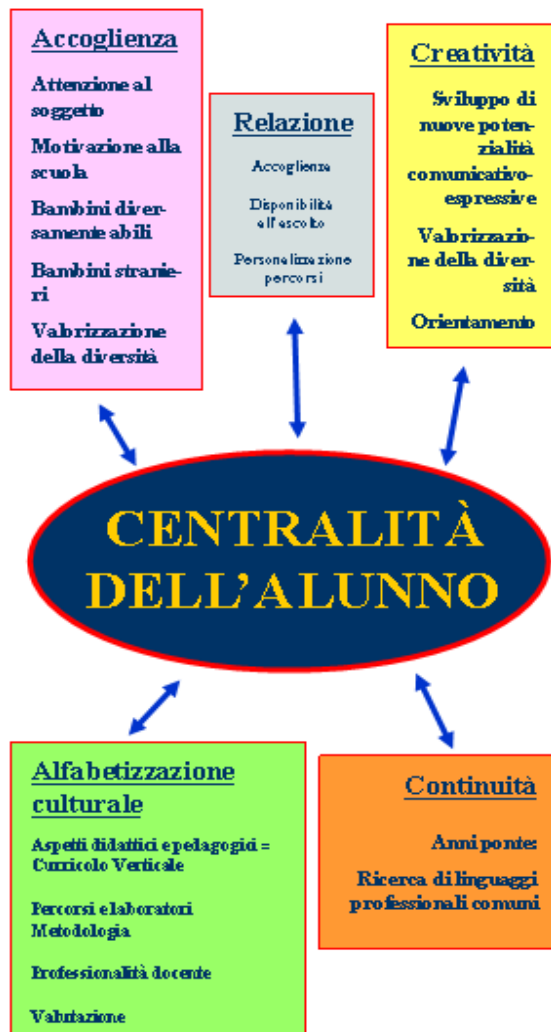 Accoglienza
Attenzione al
soggetto
Motivazione alla
scuola
Bambini diver-
samente abili
Bambini stranie-
ri
Valorizzazione
della diversità
Relazione
Accoglienza
Disponibilità
all'ascolto
Personalizzazione
percorsi
Creatività
Sviluppo di
nuove poten-
zialità
comunicativo-
espressive
Valorizzazio-
ne della diver-
sità
Orientamento
CENTRALITÀ
DELL'ALUNNO
Alfabetizzazione
culturale
Aspetti didattici e pedagogici =
Curricolo Verticale
Percorsi e laboratori
Metodologia
Professionalità docente
Valutazione
Continuità
Anni ponte:
Ricerca di linguaggi
professionali comuni